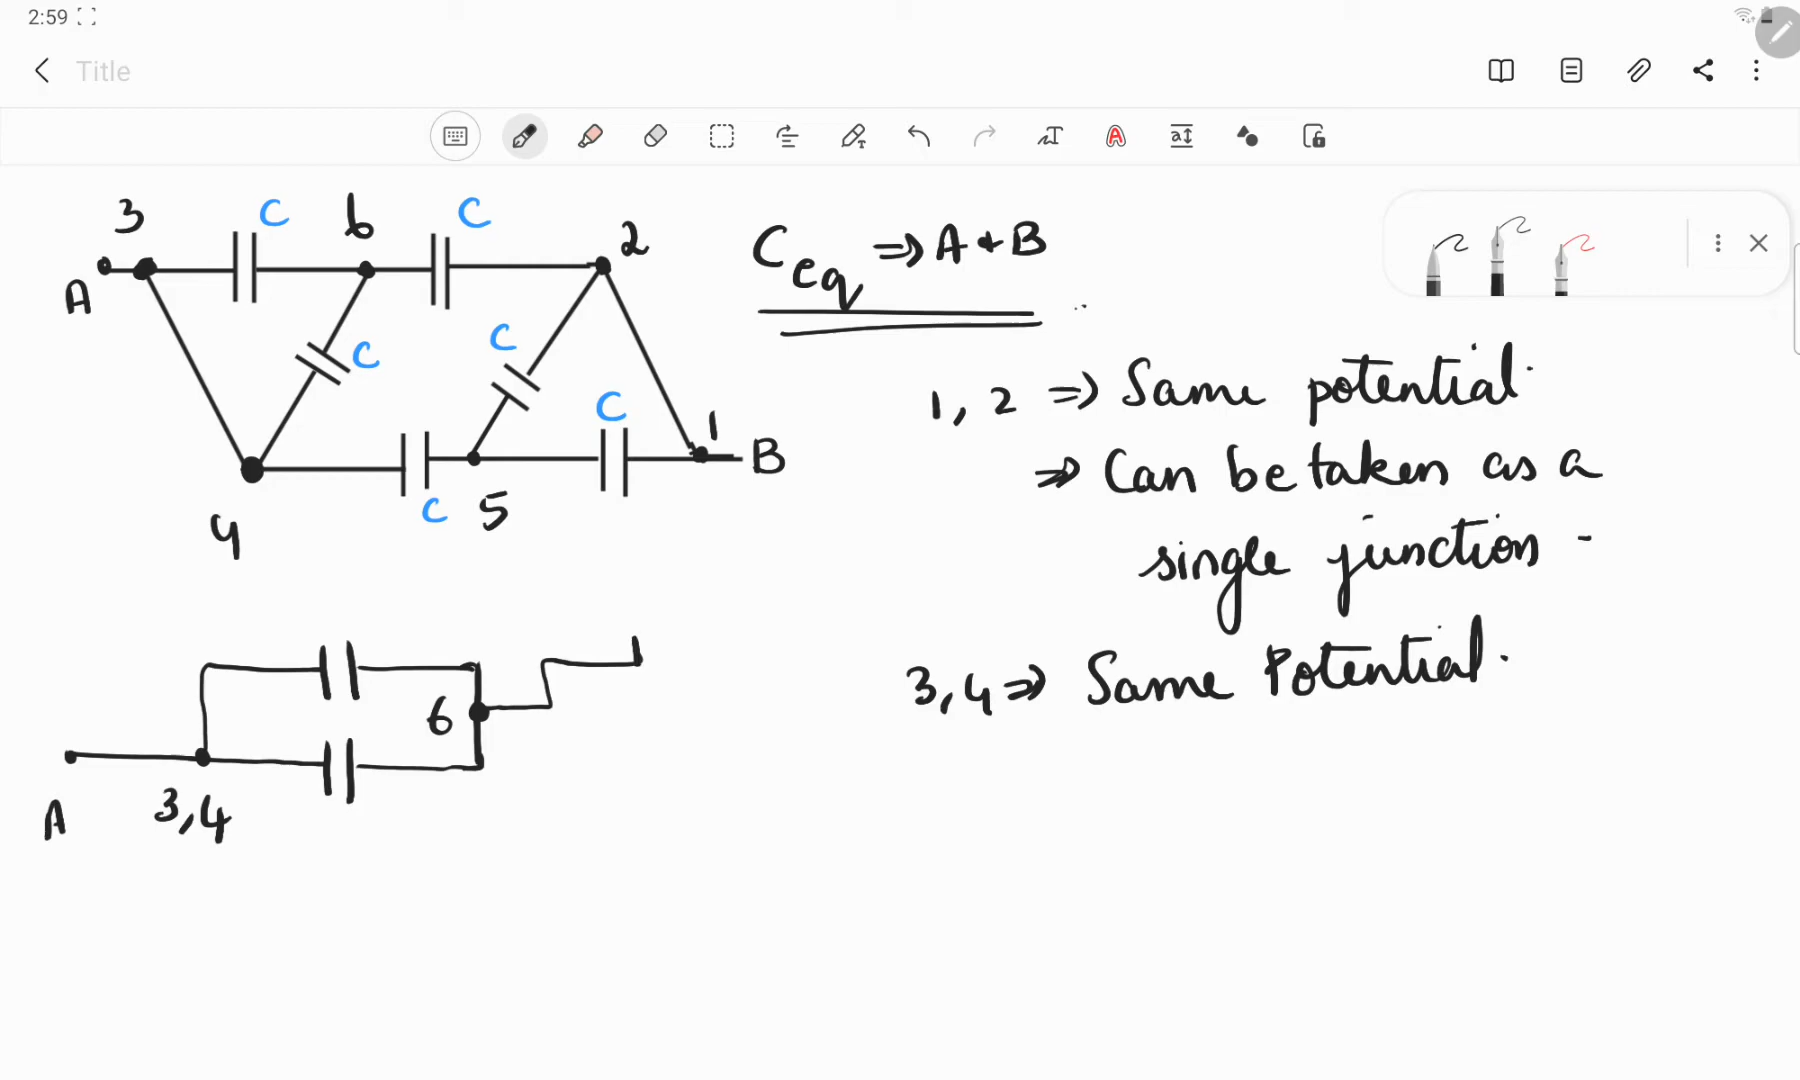 2:59
Title
3 C 6 C 2
A
C
C
C
1
B
4
C 5
Ceq ⇒ A & B
1, 2 ⇒ Same potential.
⇒ Can be taken as a
single junction -
3,4 ⇒ Same Potential.
6
A 3,4